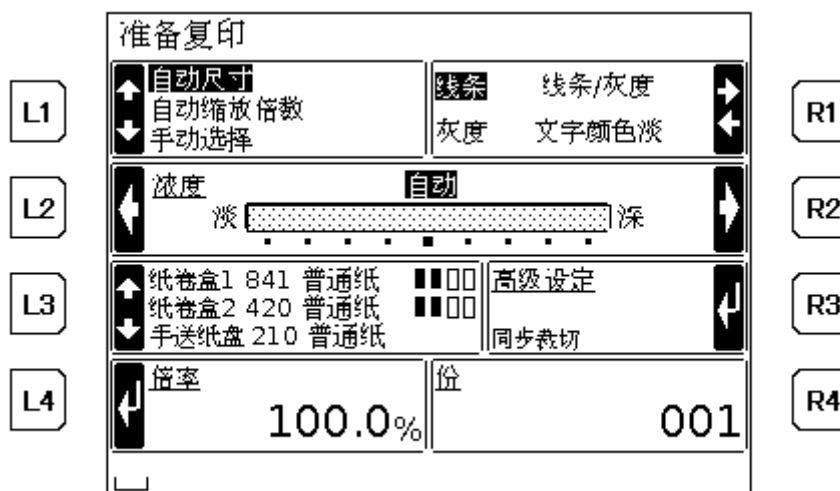 准备复印
L1
自动尺寸
自动缩放倍数
手动选择
线条 线条/灰度
灰度 文字颜色淡
R1
L2
浓度 自动
淡 深
R2
L3
纸卷盒1 841 普通纸
纸卷盒2 420 普通纸
手送纸盘 210 普通纸
高级设定
同步裁切
R3
L4
倍率
100.0%
份
001
R4